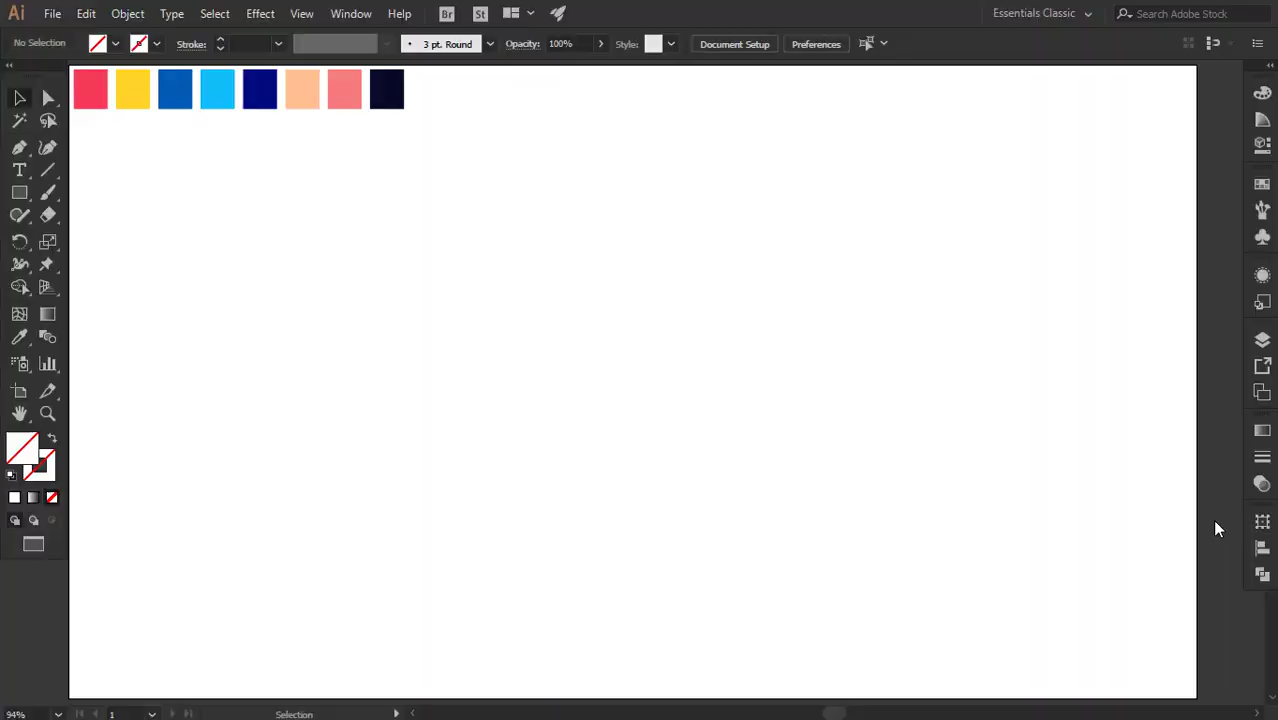 Ai File Edit Object Type Select Effect View Window Help Br St Essentials Classic Search Adobe Stock
No Selection Stroke: 3 pt. Round Opacity: 100% Style: Document Setup Preferences
T
94% 1 Selection